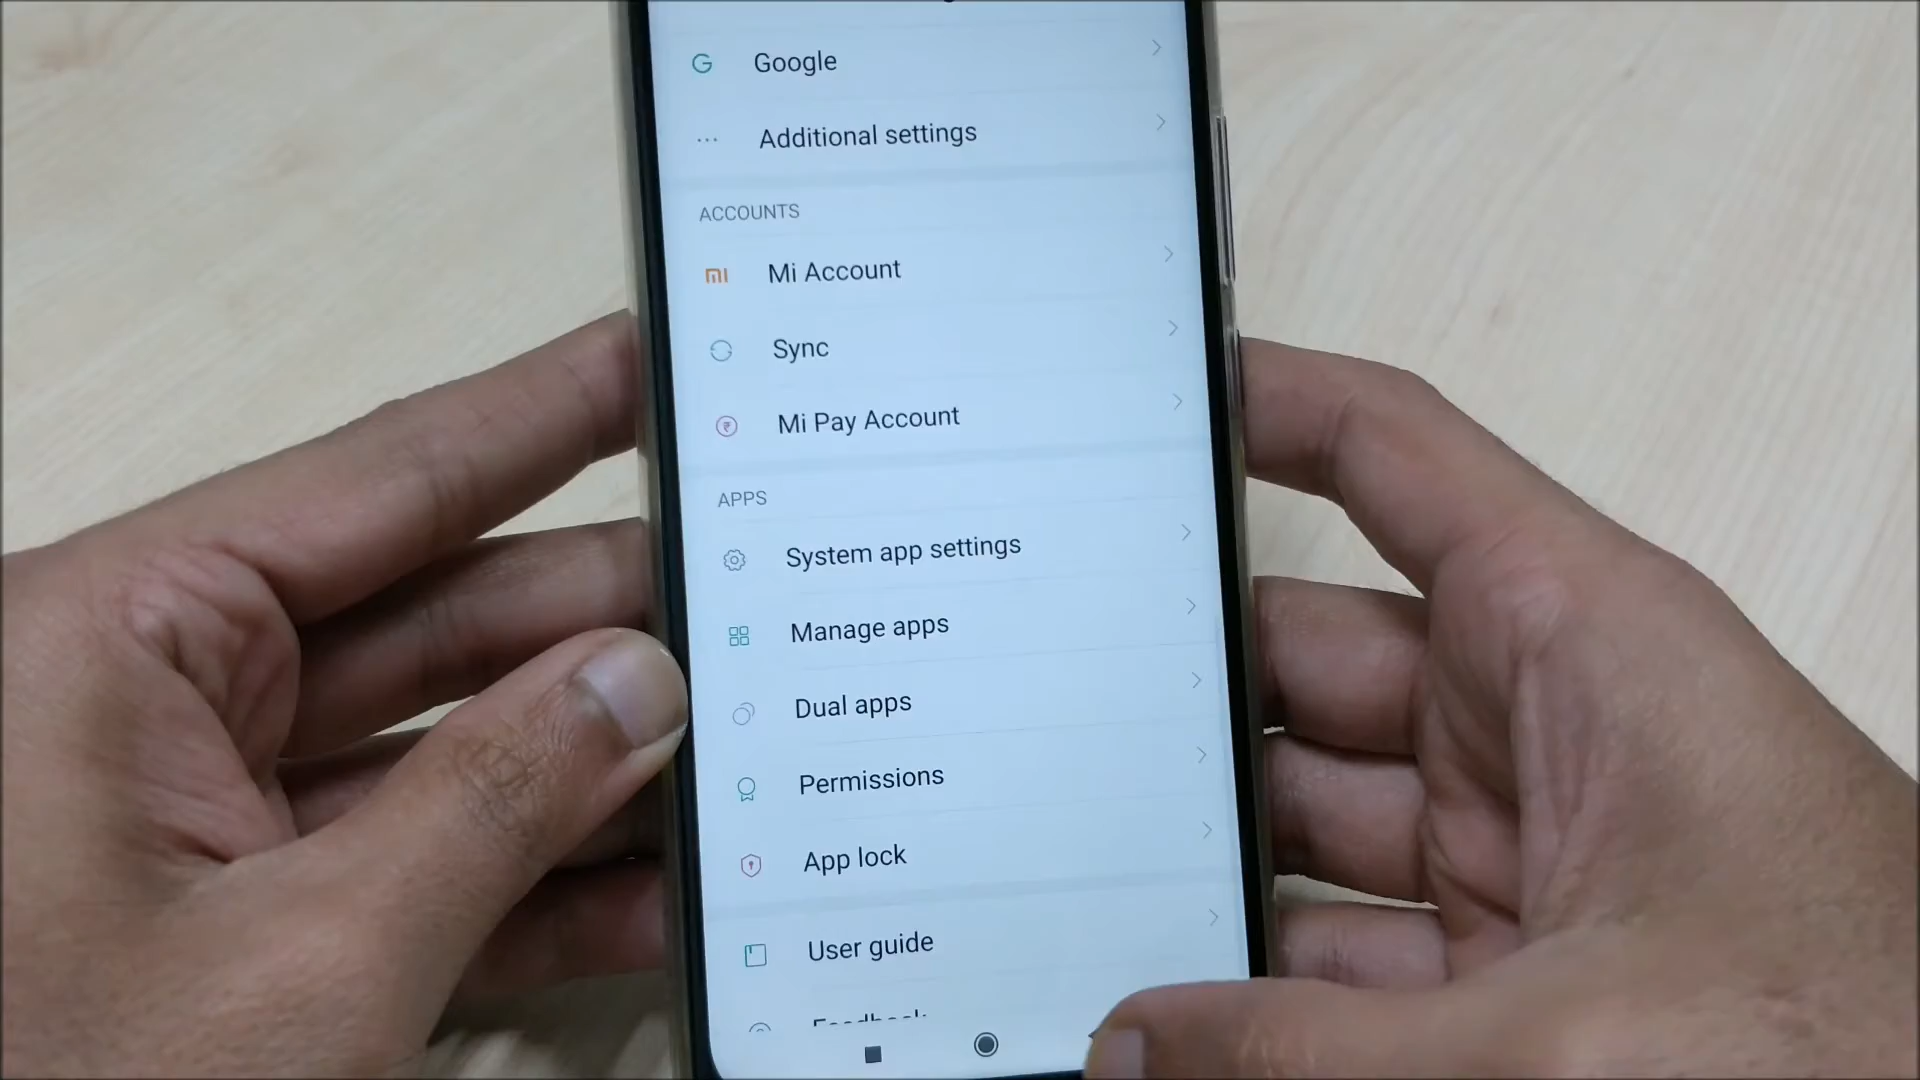 Google
Additional settings
ACCOUNTS
Mi Account
Sync
Mi Pay Account
APPS
System app settings
Manage apps
Dual apps
Permissions
App lock
User guide